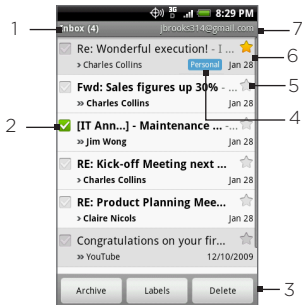 3G 8:29 PM
1 Inbox (4) jbrooks314@gmail.com 7
Re: Wonderful execution! - I ...
› Charles Collins Personal Jan 28 6
Fwd: Sales figures up 30% - ... 5
» Charles Collins Jan 28 4
2 [IT Ann...] - Maintenance ... -...
» Jim Wong Jan 28
RE: Kick-off Meeting next ...
› Charles Collins Jan 28
RE: Product Planning Mee...
› Claire Nicols Jan 28
Congratulations on your fir...
» YouTube 12/10/2009
Archive Labels Delete 3